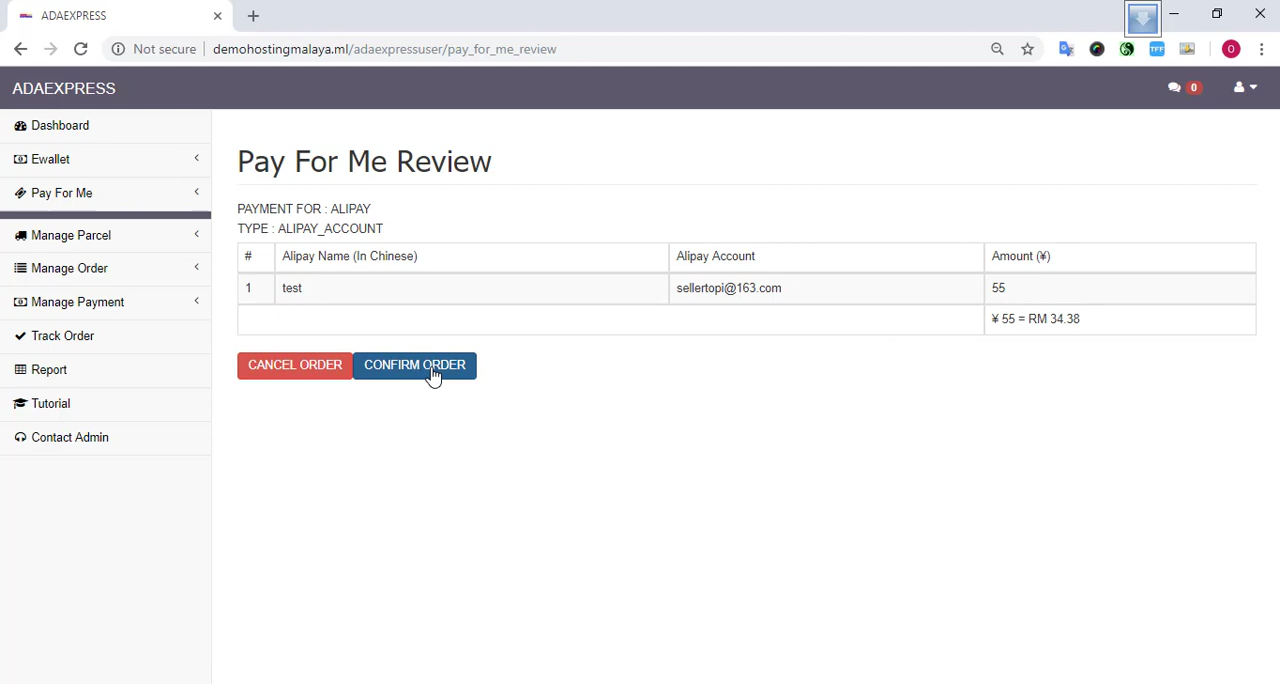 ADAEXPRESS
Not secure demohostingmalaya.ml/adaexpressuser/pay_for_me_review
TFF O
ADAEXPRESS
0
Dashboard
Ewallet
Pay For Me
Manage Parcel
Manage Order
Manage Payment
Track Order
Report
Tutorial
Contact Admin
Pay For Me Review
PAYMENT FOR : ALIPAY
TYPE : ALIPAY_ACCOUNT
# Alipay Name (In Chinese) Alipay Account Amount (¥)
1 test sellertopi@163.com 55
¥ 55 = RM 34.38
CANCEL ORDER CONFIRM ORDER